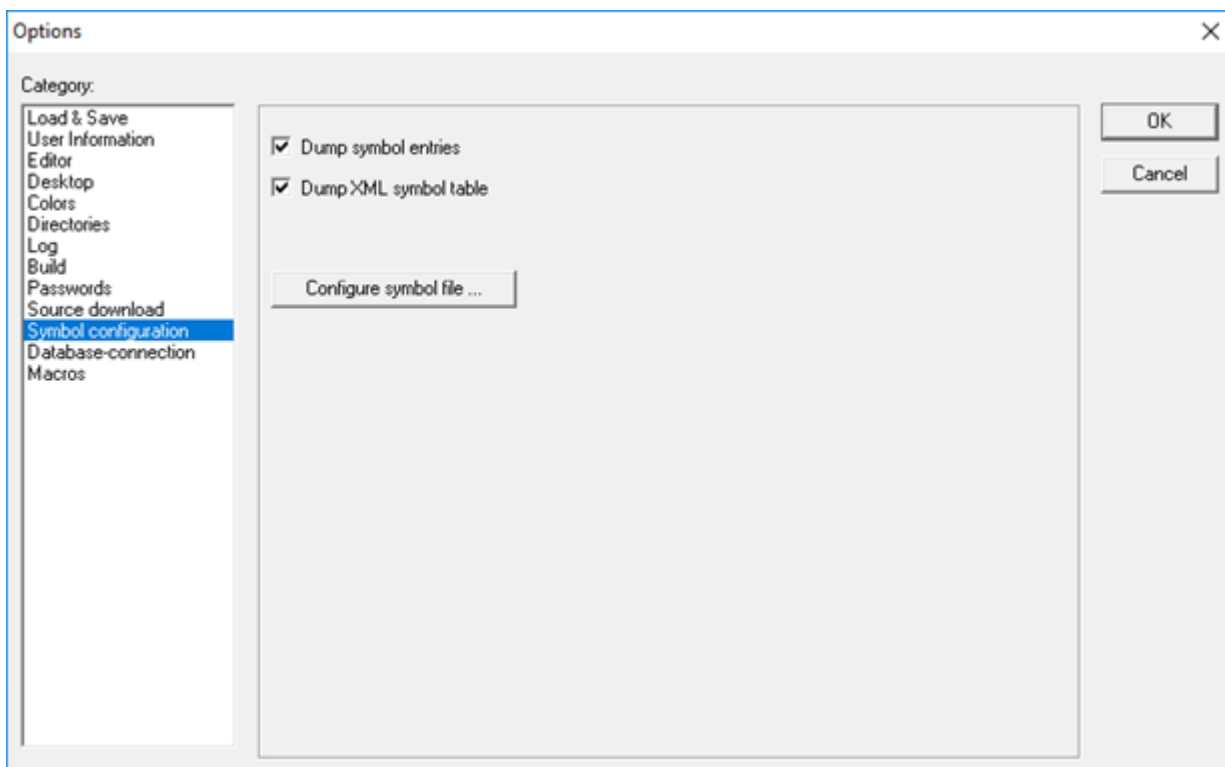 Options
Category:
Load & Save
User Information
Editor
Desktop
Colors
Directories
Log
Build
Passwords
Source download
Symbol configuration
Database-connection
Macros
Dump symbol entries
Dump XML symbol table
Configure symbol file ...
OK
Cancel